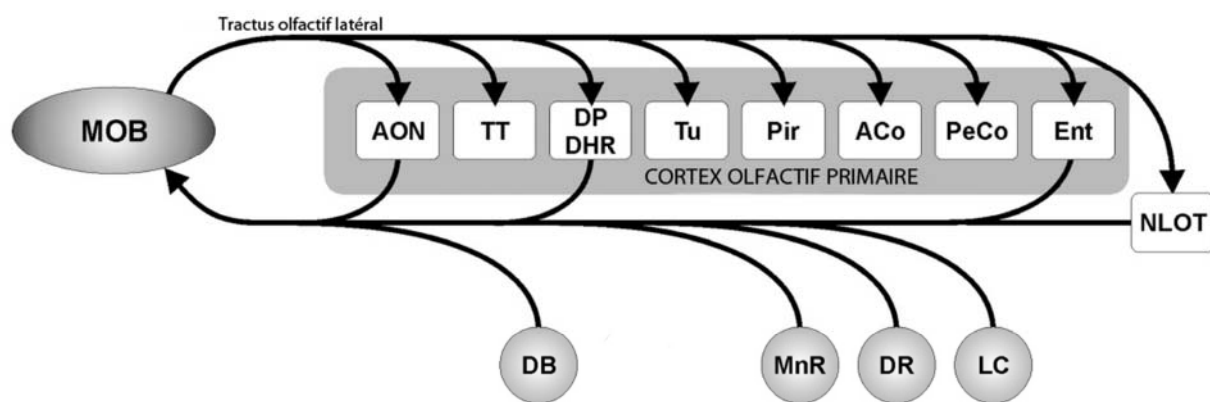 Tractus olfactif latéral
MOB
AON
TT
DP
DHR
Tu
Pir
ACo
PeCo
Ent
CORTEX OLFACTIF PRIMAIRE
NLOT
DB
MnR
DR
LC